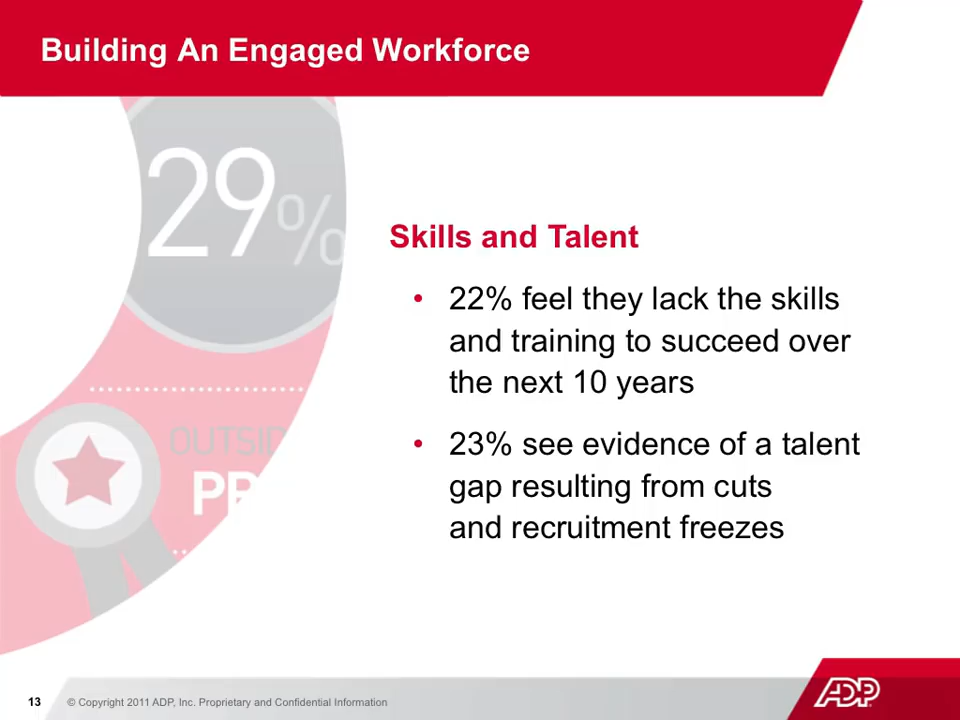 Building An Engaged Workforce
29%
OUTSID
PR
Skills and Talent
• 22% feel they lack the skills
and training to succeed over
the next 10 years
• 23% see evidence of a talent
gap resulting from cuts
and recruitment freezes
13 © Copyright 2011 ADP, Inc. Proprietary and Confidential Information
ADP